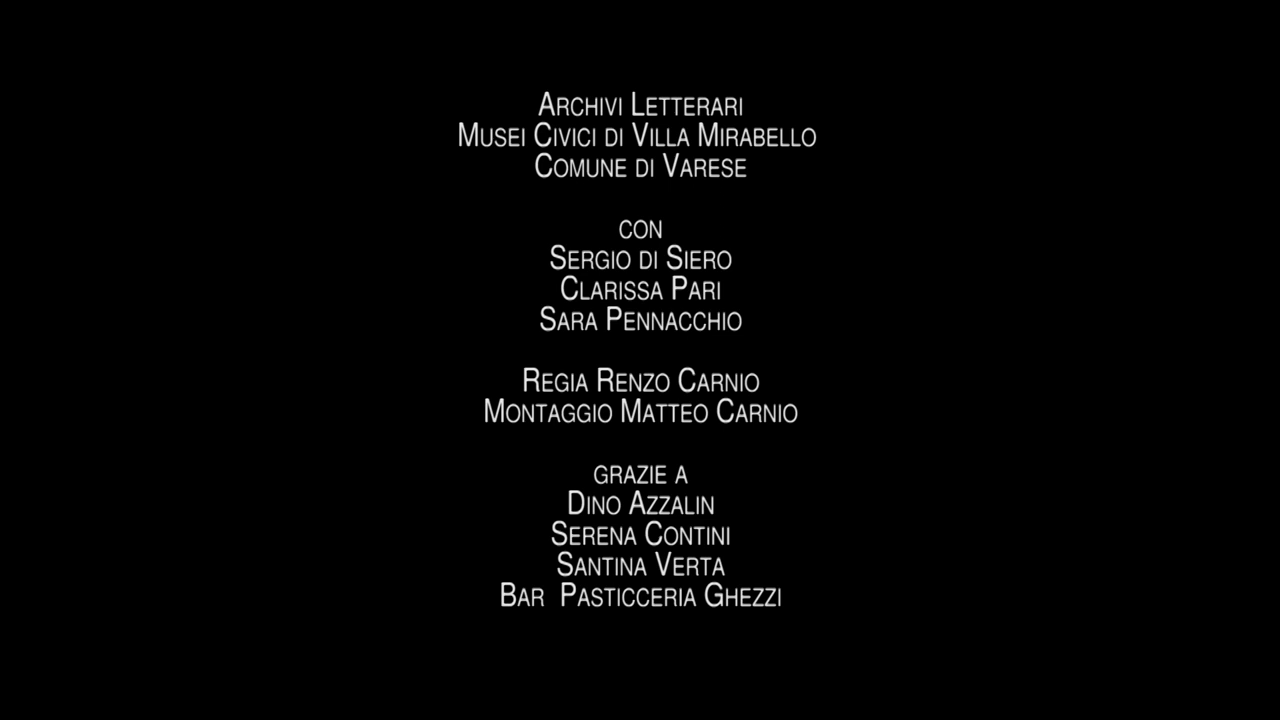 Archivi Letterari
Musei Civici di Villa Mirabello
Comune di Varese
con
Sergio di Siero
Clarissa Pari
Sara Pennacchio
Regia Renzo Carnio
Montaggio Matteo Carnio
grazie a
Dino Azzalin
Serena Contini
Santina Verta
Bar  Pasticceria Ghezzi